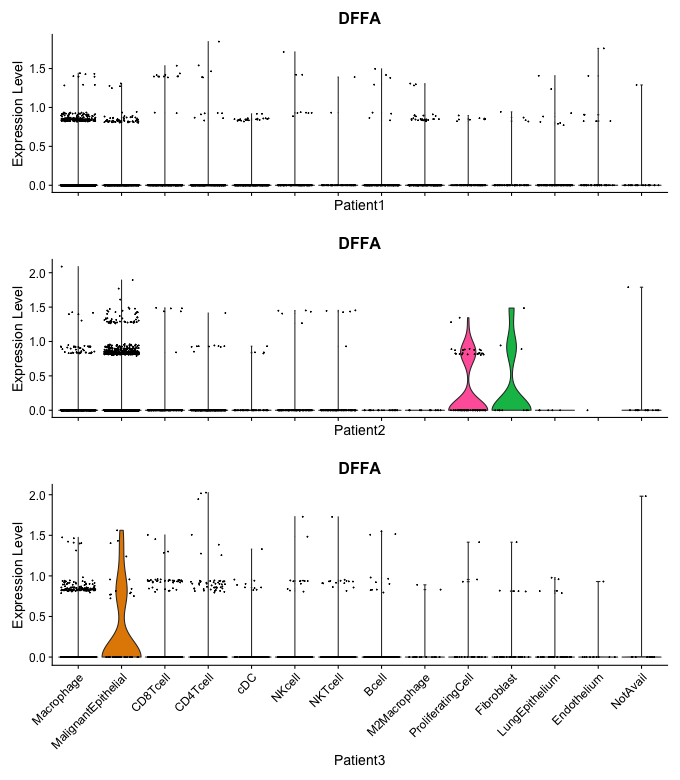 DFFA
Expression Level
1.5
1.0
0.5
0.0
Patient1
DFFA
Expression Level
2.0
1.5
1.0
0.5
0.0
Patient2
DFFA
Expression Level
2.0
1.5
1.0
0.5
0.0
Macrophage
MalignantEpithelial
CD8Tcell
CD4Tcell
cDC
NKcell
NKTcell
Bcell
M2Macrophage
ProliferatingCell
Fibroblast
LungEpithelium
Endothelium
NotAvail
Patient3